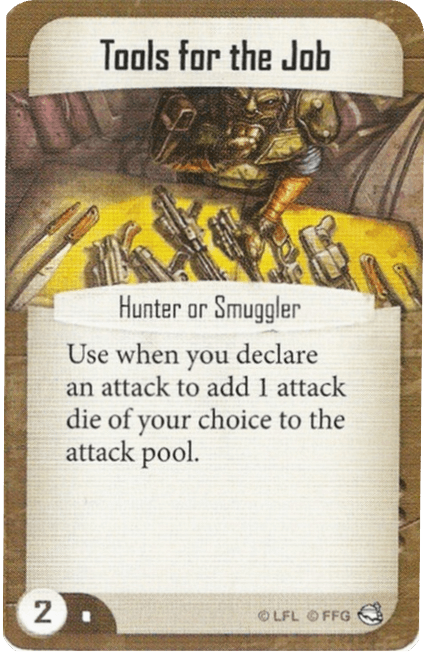 Tools for the Job
Hunter or Smuggler
Use when you declare
an attack to add 1 attack
die of your choice to the
attack pool.
2
© LFL © FFG